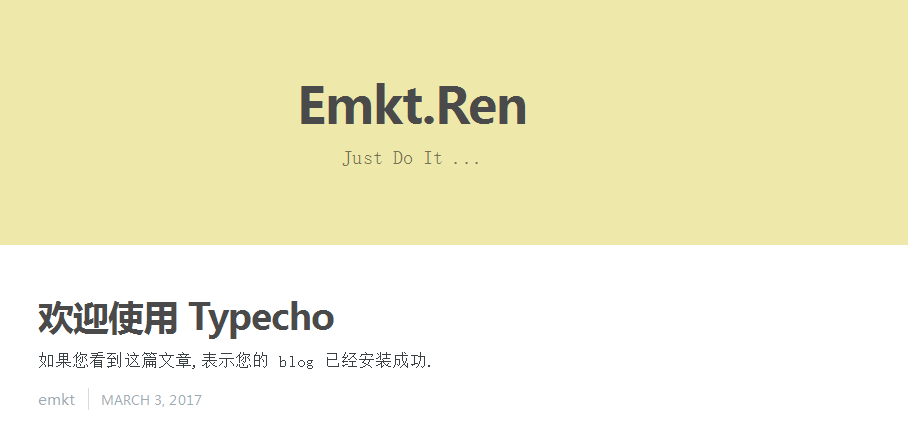 Emkt.Ren
Just Do It ...
欢迎使用 Typecho
如果您看到这篇文章,表示您的 blog 已经安装成功.
emkt
MARCH 3, 2017